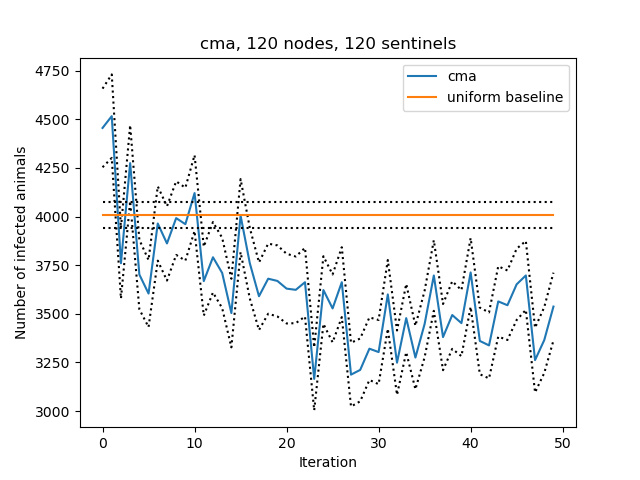 cma, 120 nodes, 120 sentinels
cma
uniform baseline
4750
4500
4250
4000
3750
3500
3250
3000
Number of infected animals
0 10 20 30 40 50
Iteration